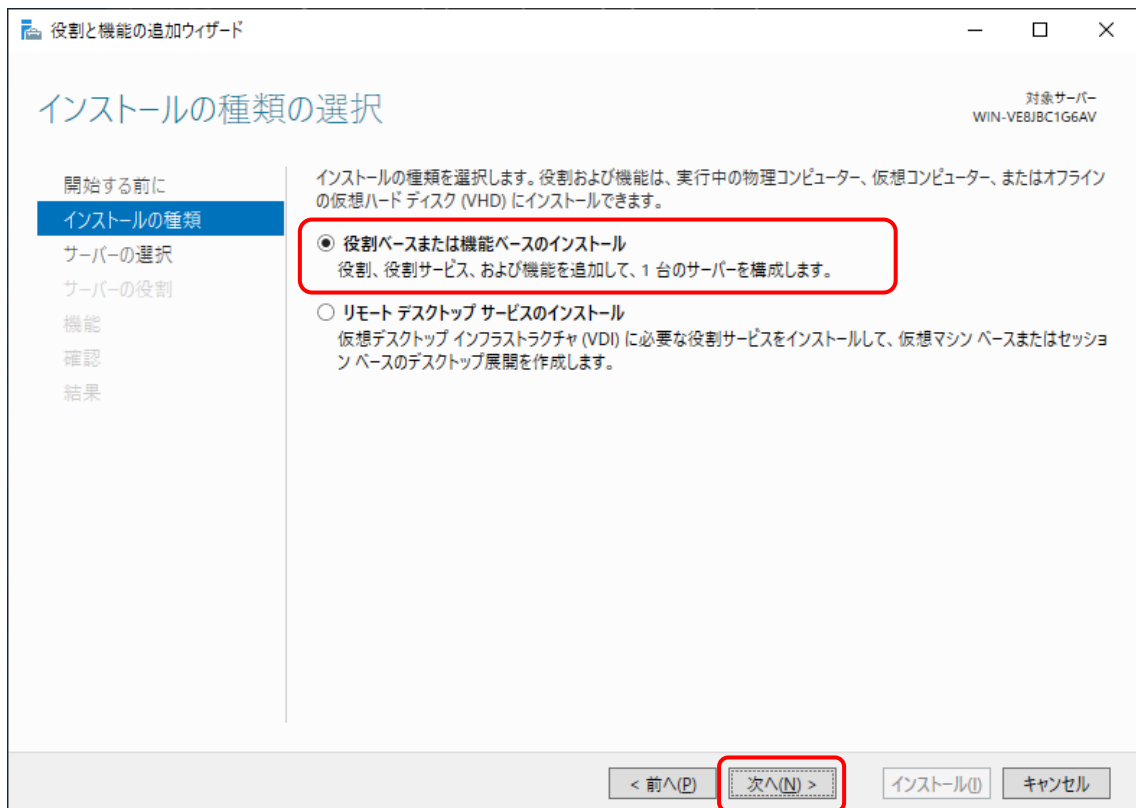 役割と機能の追加ウィザード
インストールの種類の選択
対象サーバー
WIN-VE8JBC1G6AV
開始する前に
インストールの種類
サーバーの選択
サーバーの役割
機能
確認
結果
インストールの種類を選択します。役割および機能は、実行中の物理コンピューター、仮想コンピューター、またはオフライン
の仮想ハード ディスク (VHD) にインストールできます。
役割ベースまたは機能ベースのインストール
役割、役割サービス、および機能を追加して、1 台のサーバーを構成します。
リモート デスクトップ サービスのインストール
仮想デスクトップ インフラストラクチャ (VDI) に必要な役割サービスをインストールして、仮想マシン ベースまたはセッショ
ン ベースのデスクトップ展開を作成します。
< 前へ(P)
次へ(N) >
インストール(I)
キャンセル